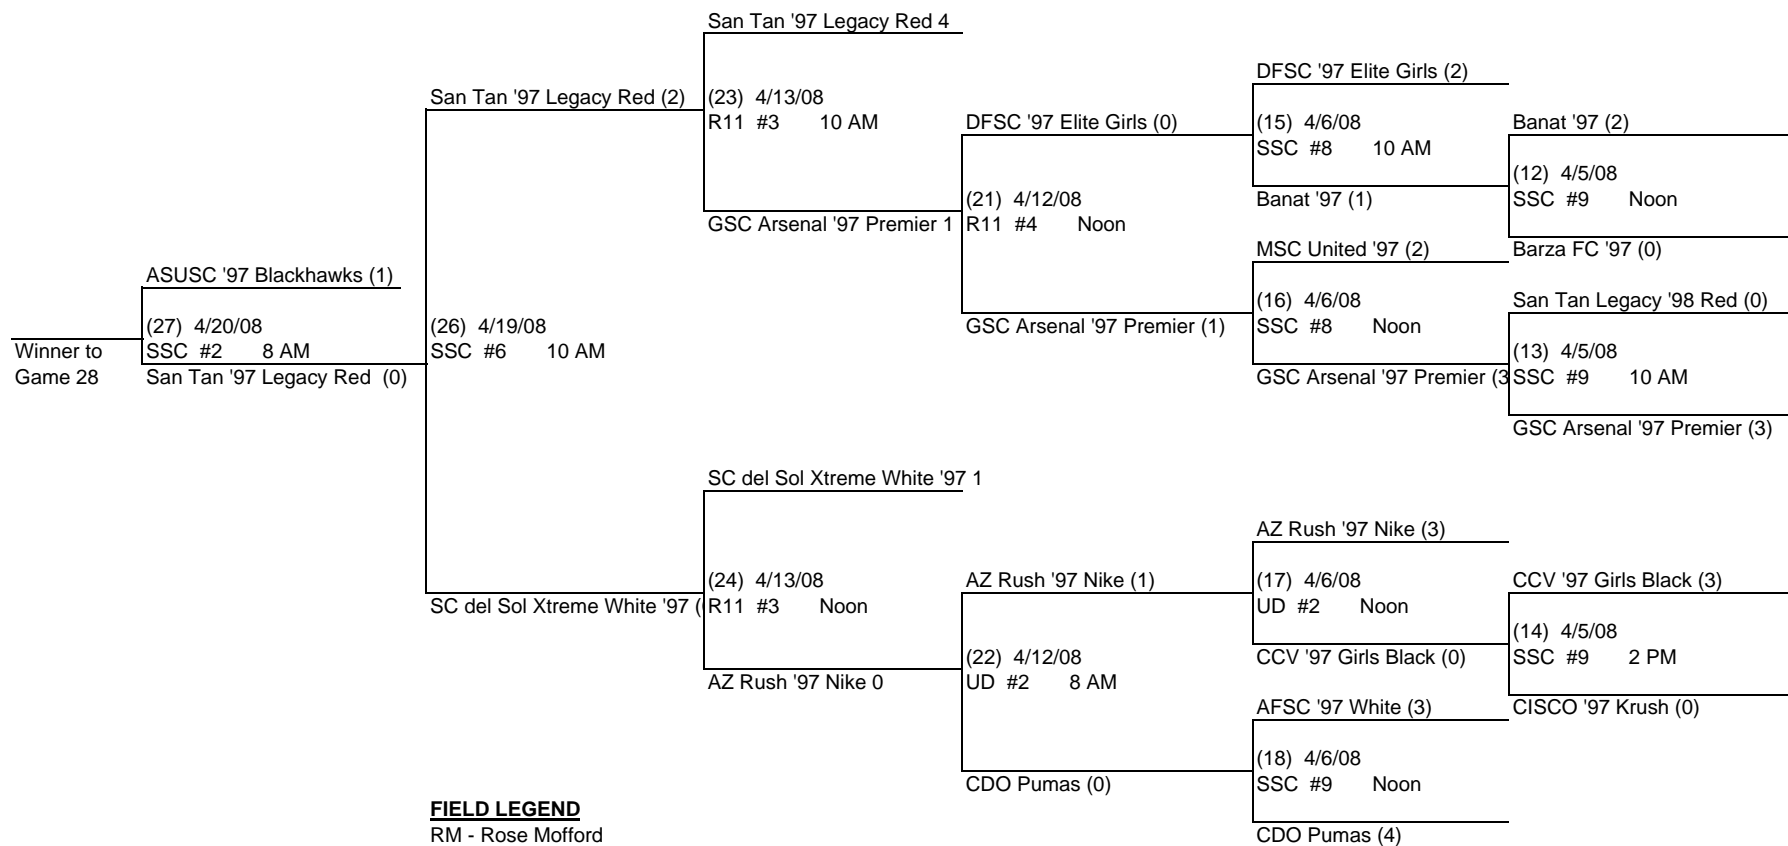 San Tan '97 Legacy Red 4
DFSC '97 Elite Girls (2)
San Tan '97 Legacy Red (2)
(23) 4/13/08
R11 #3 10 AM
DFSC '97 Elite Girls (0)
(15) 4/6/08
SSC #8 10 AM
Banat '97 (2)
(12) 4/5/08
SSC #9 Noon
Banat '97 (1)
(21) 4/12/08
R11 #4 Noon
GSC Arsenal '97 Premier 1
MSC United '97 (2)
Barza FC '97 (0)
ASUSC '97 Blackhawks (1)
(16) 4/6/08
SSC #8 Noon
San Tan Legacy '98 Red (0)
(27) 4/20/08
SSC #2 8 AM
(26) 4/19/08
SSC #6 10 AM
GSC Arsenal '97 Premier (1)
Winner to
Game 28
San Tan '97 Legacy Red (0)
GSC Arsenal '97 Premier (3
(13) 4/5/08
SSC #9 10 AM
GSC Arsenal '97 Premier (3)
SC del Sol Xtreme White '97 1
AZ Rush '97 Nike (3)
(24) 4/13/08
R11 #3 Noon
AZ Rush '97 Nike (1)
(17) 4/6/08
UD #2 Noon
CCV '97 Girls Black (3)
SC del Sol Xtreme White '97 (
(14) 4/5/08
SSC #9 2 PM
CCV '97 Girls Black (0)
(22) 4/12/08
UD #2 8 AM
AZ Rush '97 Nike 0
AFSC '97 White (3)
CISCO '97 Krush (0)
(18) 4/6/08
SSC #9 Noon
CDO Pumas (0)
FIELD LEGEND
RM - Rose Mofford
CDO Pumas (4)